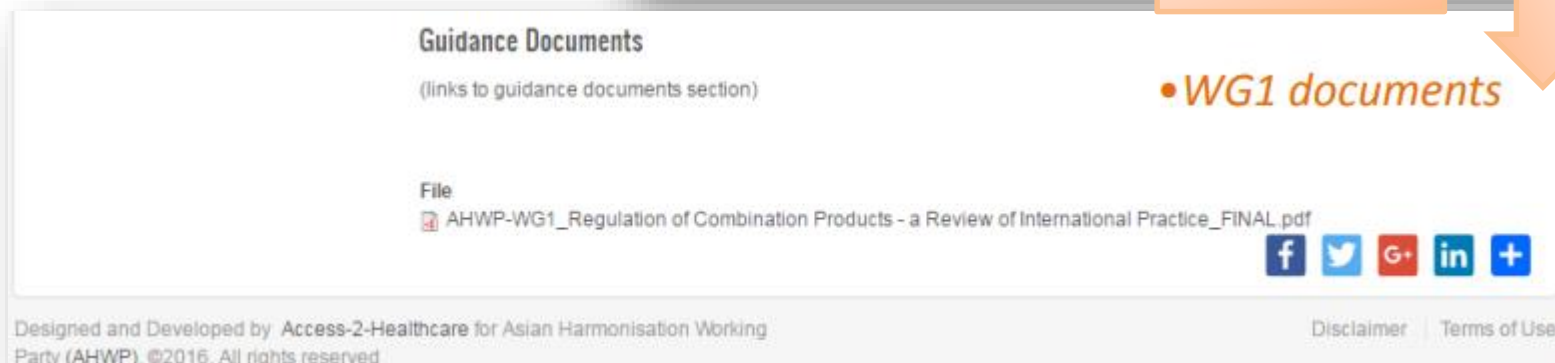 Guidance Documents
(links to guidance documents section)
•WG1 documents
File
AHWP-WG1_Regulation of Combination Products - a Review of International Practice_FINAL.pdf
f G+ in +
Designed and Developed by Access-2-Healthcare for Asian Harmonisation Working
Party (AHWP), ©2016. All rights reserved
Disclaimer | Terms of Use